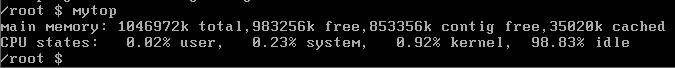 /root $ mytop
main memory: 1046972k total,983256k free,853356k contig free,35020k cached
CPU states:   0.02% user,   0.23% system,   0.92% kernel,  98.83% idle
/root $